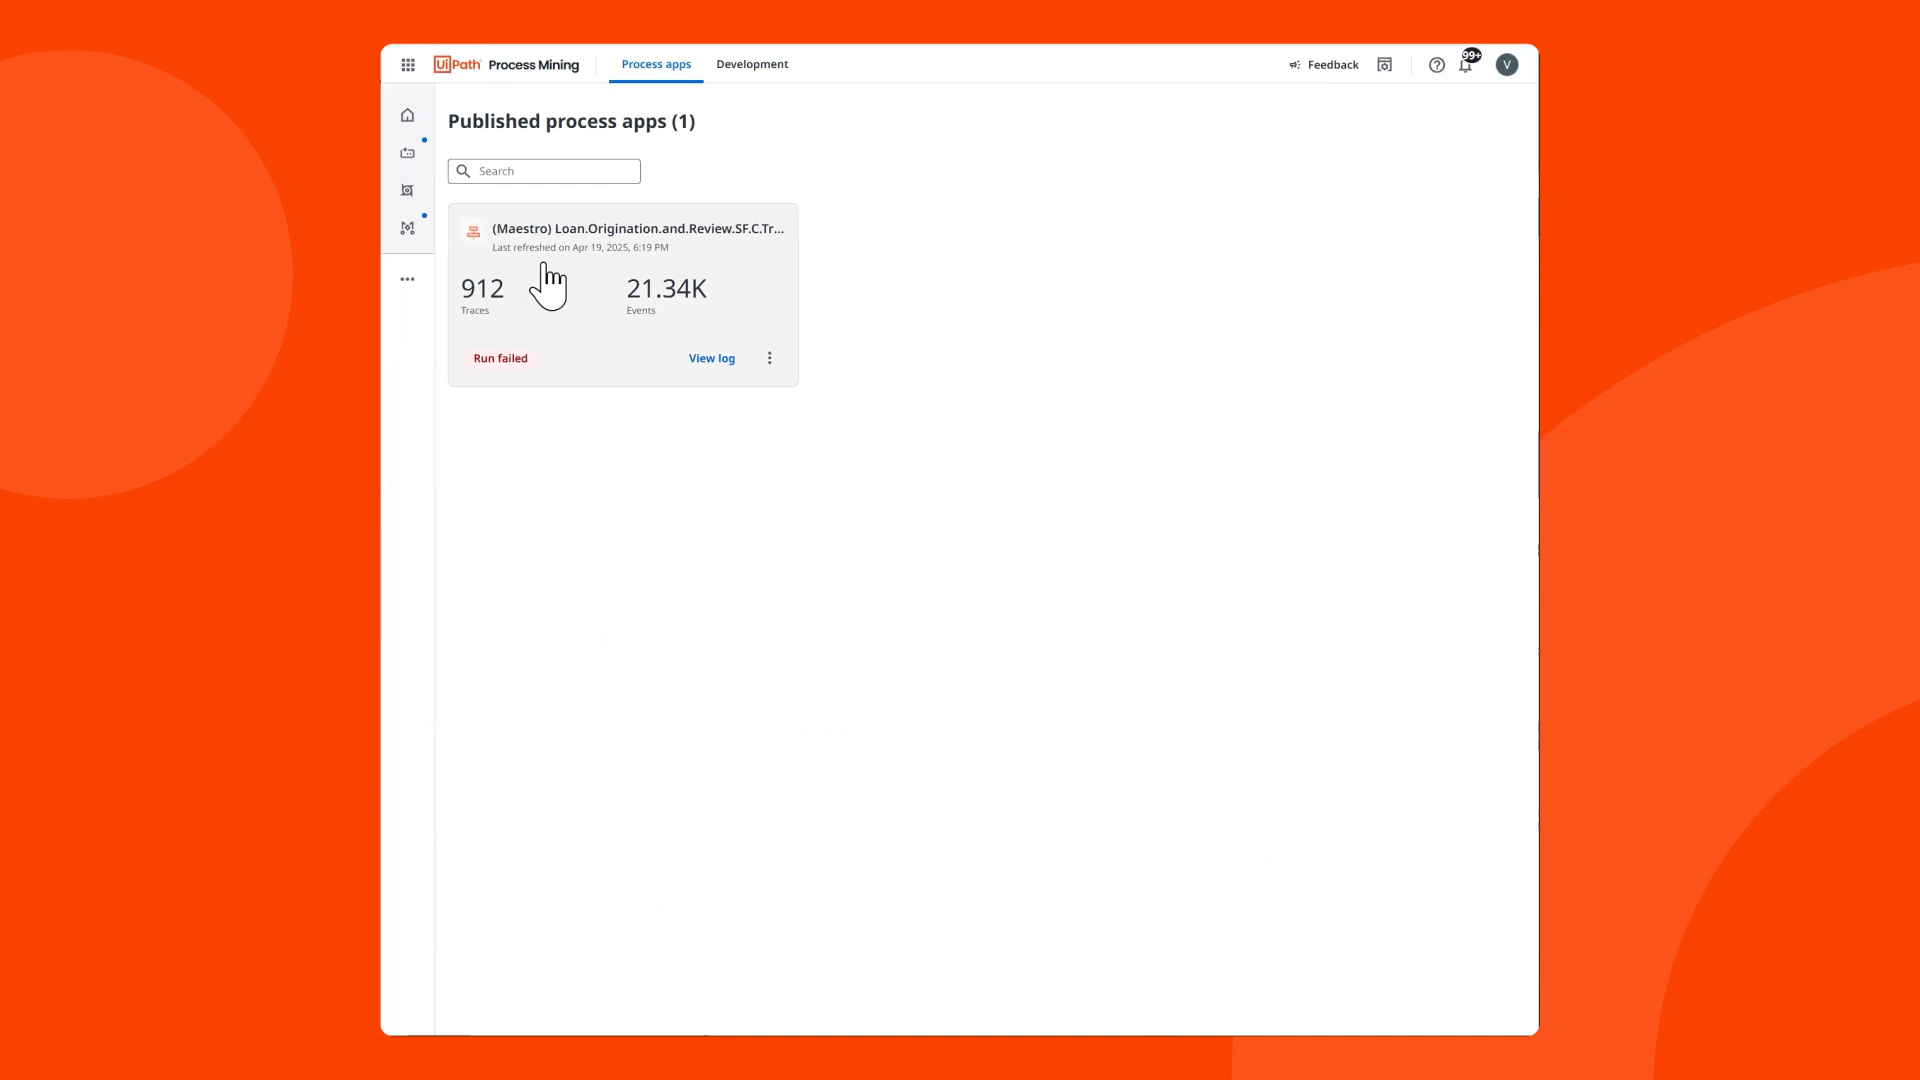 UiPath Process Mining
Process apps
Development
Feedback
99+
V
Published process apps (1)
Search
(Maestro) Loan.Origination.and.Review.SF.C.Tr...
Last refreshed on Apr 19, 2025, 6:19 PM
912
21.34K
Traces
Events
Run failed
View log